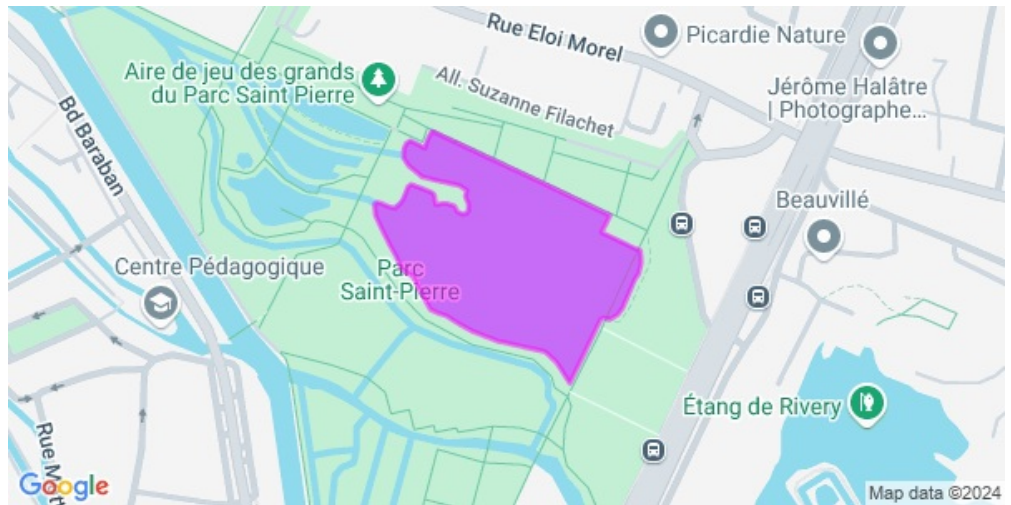 Rue Eloi Morel
Picardie Nature
Aire de jeu des grands
du Parc Saint Pierre
All. Suzanne Filachet
Jérôme Halâtre
| Photographe...
Bd Baraban
Beauvillé
Centre Pédagogique
Parc
Saint-Pierre
Étang de Rivery
Rue M
Google
Map data ©2024